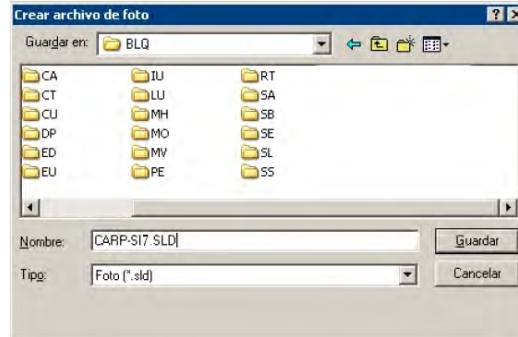 Crear archivo de foto
Guardar en: BLQ
CA IU RT
CT LU SA
CU MH SB
DP MO SE
ED MV SL
EU PE SS
Nombre: CARP-SI7.SLD Guardar
Tipo: Foto (*.sld) Cancelar